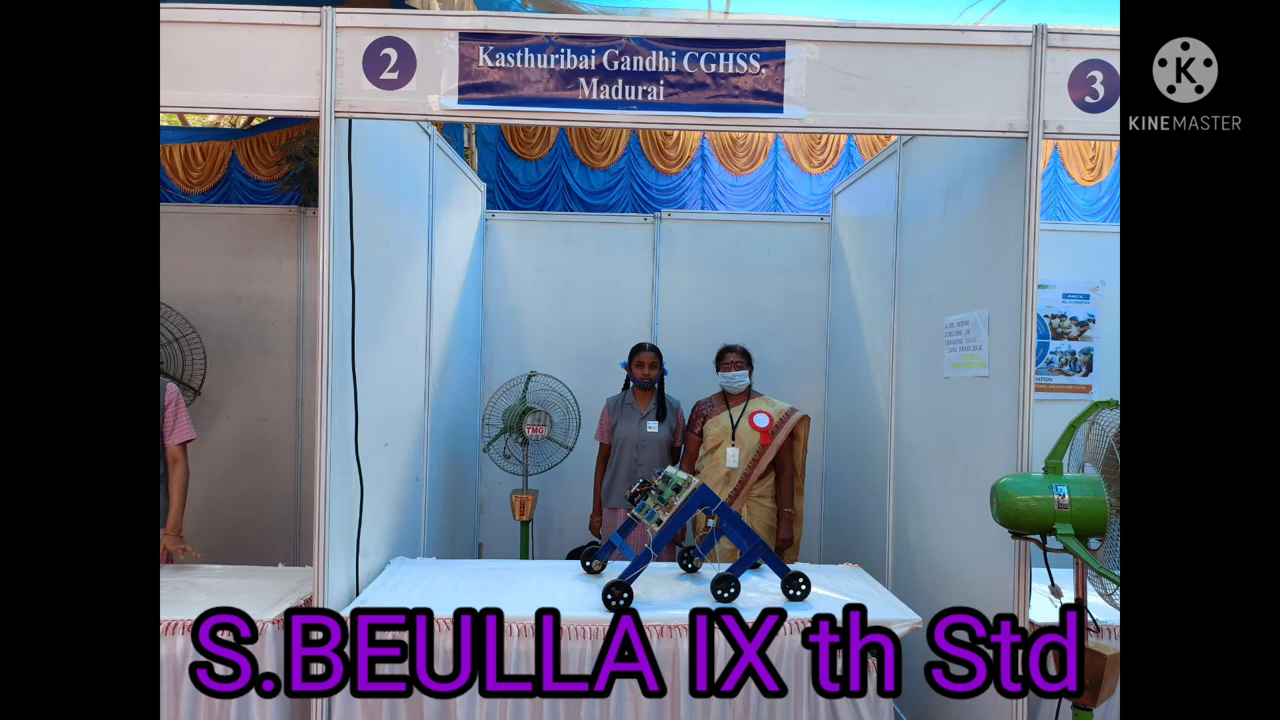 2
Kasthuribai Gandhi CGHSS,
Madurai
3
KINEMASTER
TMG
S.BEULLA IX th Std